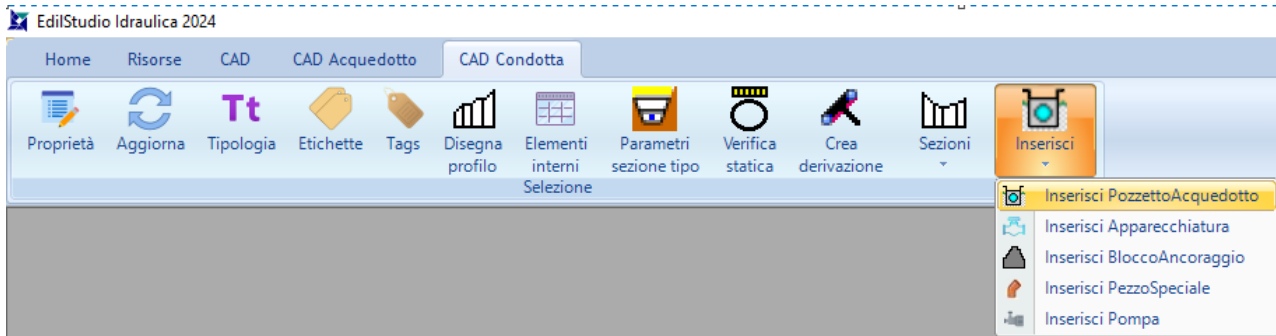 EdilStudio Idraulica 2024
Home Risorse CAD CAD Acquedotto CAD Condotta
Tt
Proprietà Aggiorna Tipologia Etichette Tags Disegna Elementi Parametri Verifica Crea Sezioni Inserisci
profilo interni sezione tipo statica derivazione
Selezione
Inserisci PozzettoAcquedotto
Inserisci Apparecchiatura
Inserisci BloccoAncoraggio
Inserisci PezzoSpeciale
Inserisci Pompa